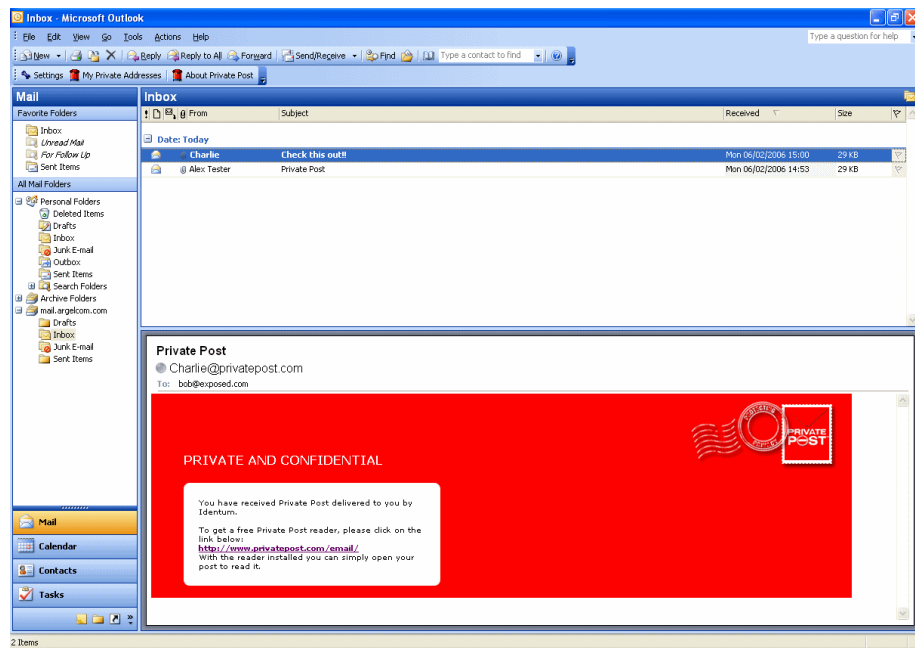 Inbox - Microsoft Outlook
File Edit View Go Tools Actions Help Type a question for help
New Reply Reply to All Forward Send/Receive Find Type a contact to find
Settings My Private Addresses About Private Post
Mail
Favorite Folders
Inbox
Unread Mail
For Follow Up
Sent Items
All Mail Folders
Personal Folders
Deleted Items
Drafts
Inbox
Junk E-mail
Outbox
Sent Items
Search Folders
Archive Folders
mail.argelcom.com
Drafts
Inbox
Junk E-mail
Sent Items
Mail
Calendar
Contacts
Tasks
Inbox
From Subject Received Size
Date: Today
Charlie Check this out!! Mon 06/02/2006 15:00 29 KB
Alex Tester Private Post Mon 06/02/2006 14:53 29 KB
Private Post
Charlie@privatepost.com
To: bob@exposed.com
PRIVATE
POST
PRIVATE AND CONFIDENTIAL
You have received Private Post delivered to you by
Identum.
To get a free Private Post reader, please click on the
link below:
http://www.privatepost.com/email/
With the reader installed you can simply open your
post to read it.
2 Items